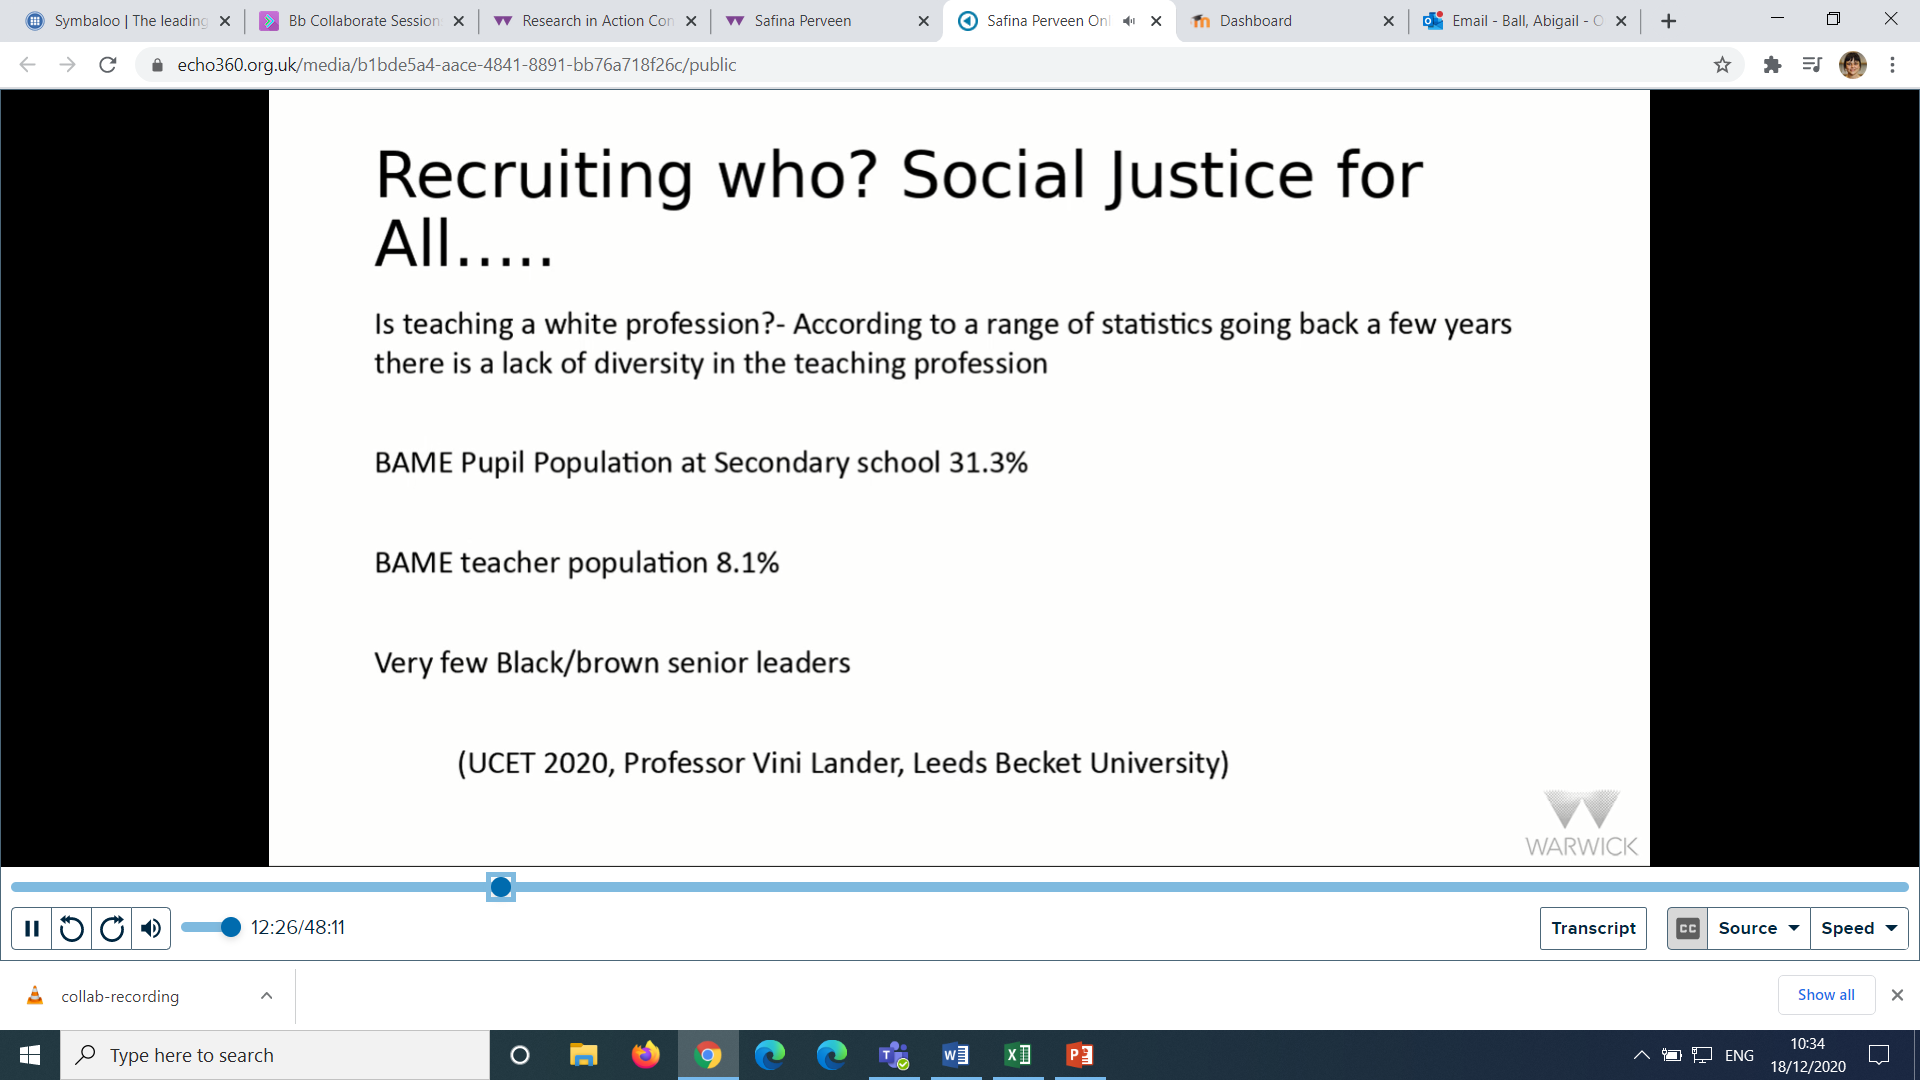 Symbaloo | The leading
Bb Collaborate Session
Research in Action Con
Safina Perveen
Safina Perveen Onl
Dashboard
Email - Ball, Abigail - O
echo360.org.uk/media/b1bde5a4-aace-4841-8891-bb76a718f26c/public
Recruiting who? Social Justice for
All.....
Is teaching a white profession?- According to a range of statistics going back a few years
there is a lack of diversity in the teaching profession
BAME Pupil Population at Secondary school 31.3%
BAME teacher population 8.1%
Very few Black/brown senior leaders
(UCET 2020, Professor Vini Lander, Leeds Becket University)
WARWICK
12:26/48:11
Transcript
CC
Source
Speed
collab-recording
Show all
Type here to search
ENG
10:34
18/12/2020